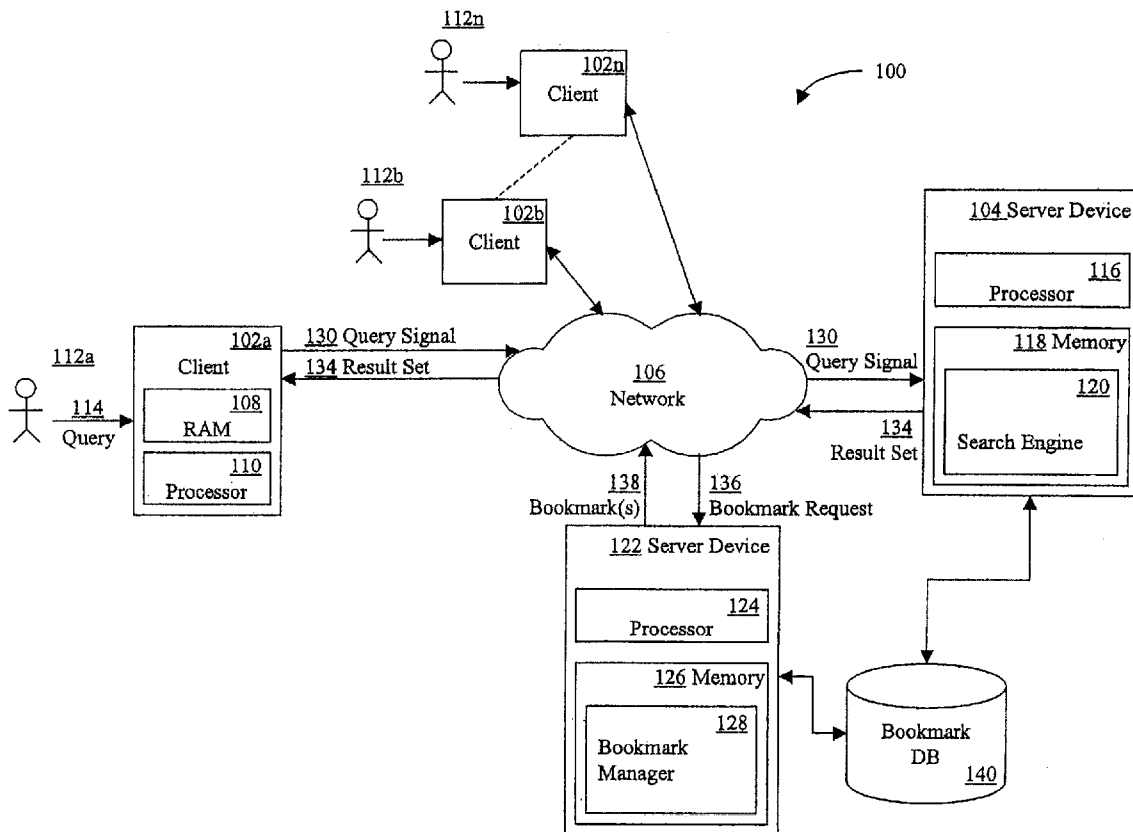 112n
102n
Client
100
112b
102b
Client
104 Server Device
116
Processor
118 Memory
120
Search Engine
112a
114
Query
102a
Client
108
RAM
110
Processor
130 Query Signal
134 Result Set
106
Network
130
Query Signal
134
Result Set
138
Bookmark(s)
136
Bookmark Request
122 Server Device
124
Processor
126 Memory
128
Bookmark
Manager
Bookmark
DB
140